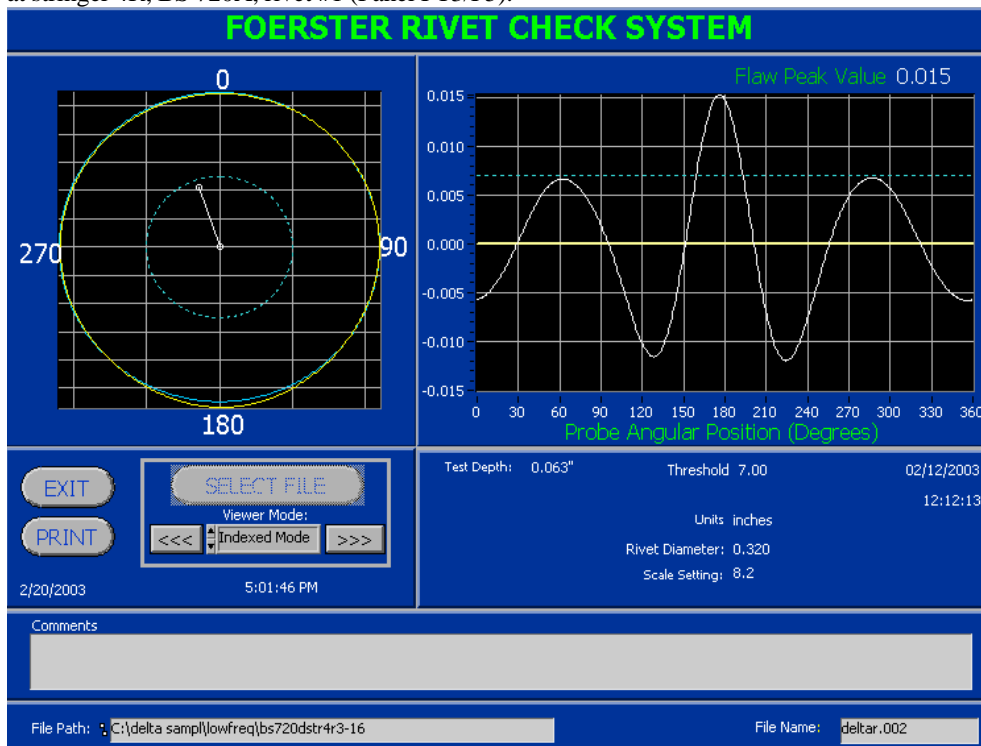 FOERSTER RIVET CHECK SYSTEM
0
270
90
180
Flaw Peak Value 0.015
0.015
0.010
0.005
0.000
-0.005
-0.010
-0.015
0 30 60 90 120 150 180 210 240 270 300 330 360
Probe Angular Position (Degrees)
EXIT
SELECT FILE
Viewer Mode:
PRINT
<<< Indexed Mode >>>
2/20/2003 5:01:46 PM
Test Depth: 0.063" Threshold 7.00 02/12/2003
12:12:13
Units inches
Rivet Diameter: 0.320
Scale Setting: 8.2
Comments
File Path: C:\delta sampl\lowfreq\bs720dstr4r3-16 File Name: deltar.002